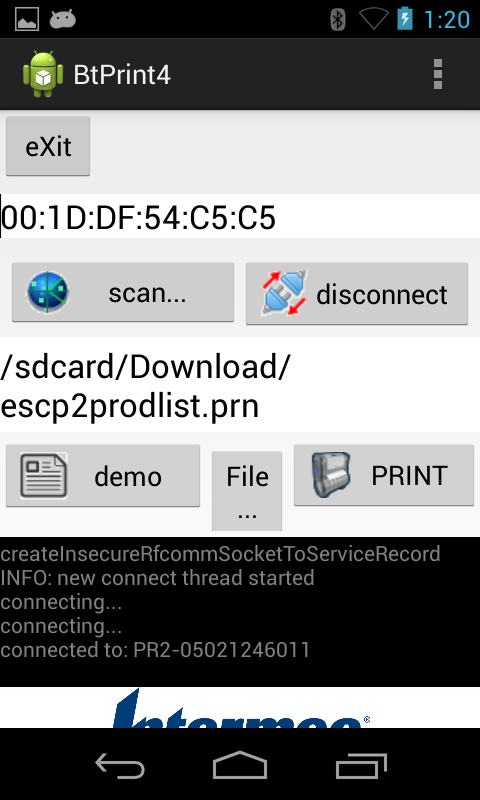 1:20
BtPrint4
eXit
00:1D:DF:54:C5:C5
scan...
disconnect
/sdcard/Download/
escp2prodlist.prn
demo
File
...
PRINT
createInsecureRfcommSocketToServiceRecord
INFO: new connect thread started
connecting...
connecting...
connected to: PR2-05021246011
Intermec®